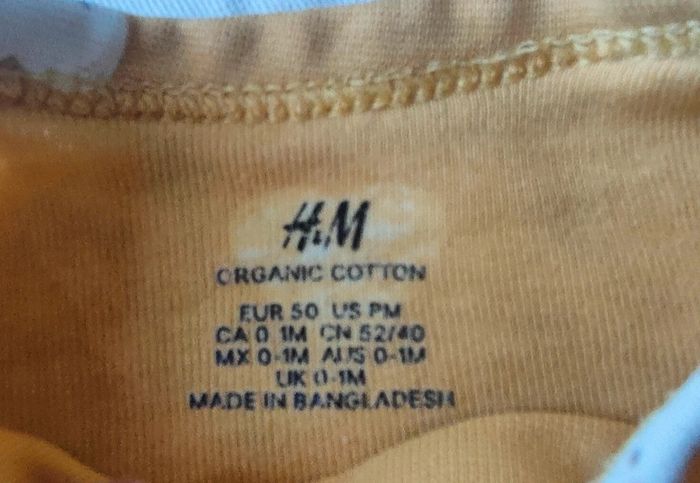 H&M
ORGANIC COTTON
EUR 50 US PM
CA 0-1M CN 52/40
MX 0-1M AUS 0-1M
UK 0-1M
MADE IN BANGLADESH